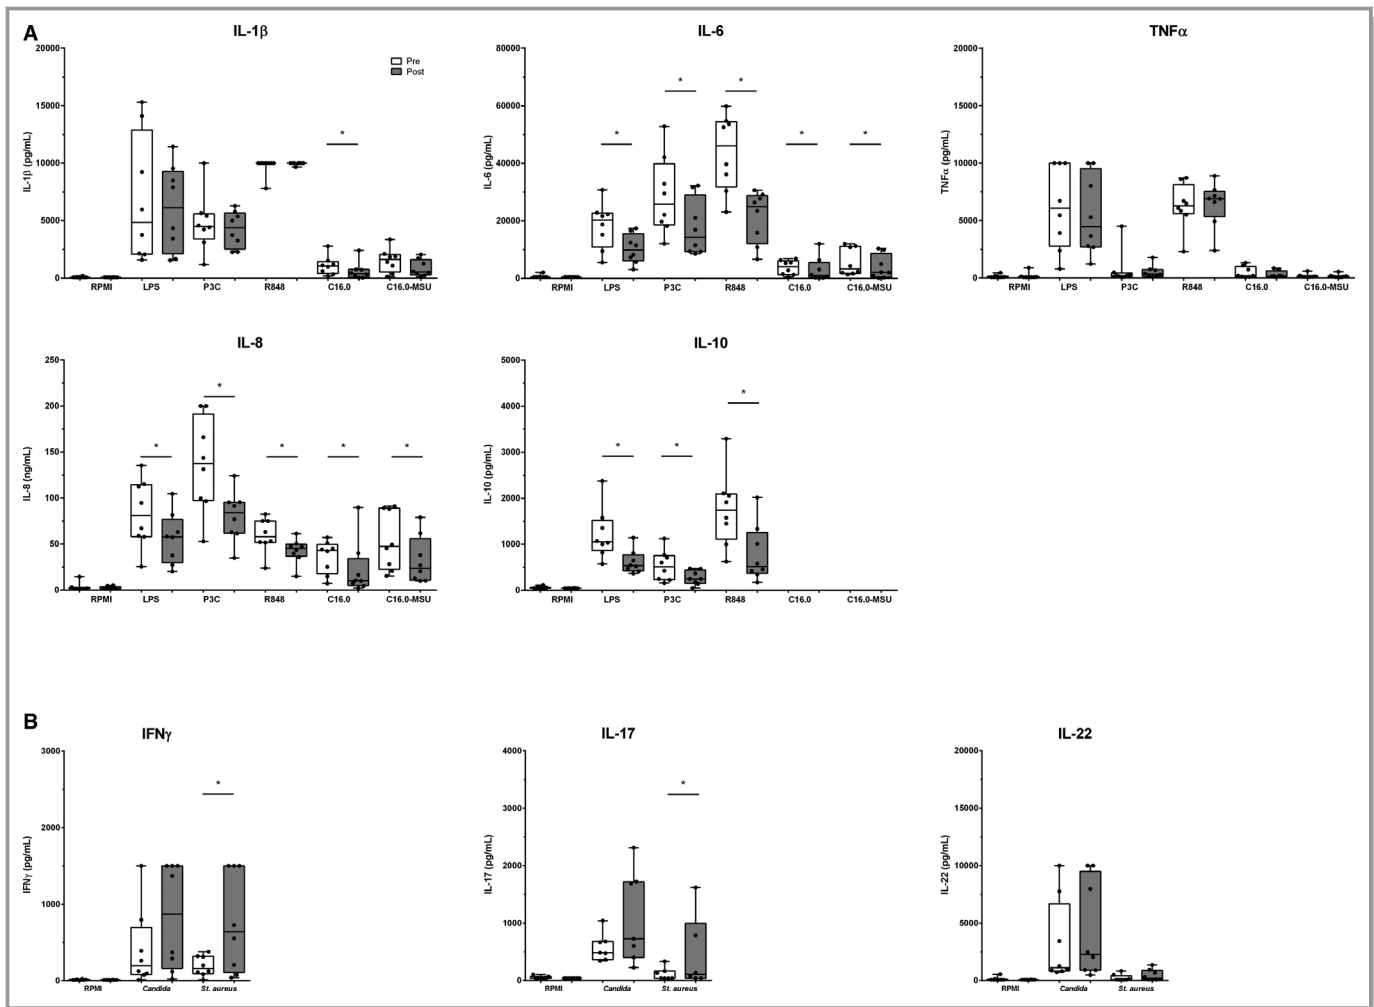 A
IL-1β
IL-6
TNFα
20000
15000
10000
5000
0
IL-1β (pg/mL)
Pre
Post
*
RPMI LPS P3C R848 C16.0 C16.0-MSU
80000
60000
40000
20000
0
IL-6 (pg/mL)
* * * * *
RPMI LPS P3C R848 C16.0 C16.0-MSU
20000
15000
10000
5000
0
TNFα (pg/mL)
RPMI LPS P3C R848 C16.0 C16.0-MSU
IL-8
IL-10
250
200
150
100
50
0
IL-8 (ng/mL)
* * * * *
RPMI LPS P3C R848 C16.0 C16.0-MSU
5000
4000
3000
2000
1000
0
IL-10 (pg/mL)
* * *
RPMI LPS P3C R848 C16.0 C16.0-MSU
B
IFNγ
IL-17
IL-22
3000
2000
1000
0
IFNγ (pg/mL)
*
RPMI Candida St. aureus
4000
3000
2000
1000
0
IL-17 (pg/mL)
*
RPMI Candida St. aureus
20000
15000
10000
5000
0
IL-22 (pg/mL)
RPMI Candida St. aureus